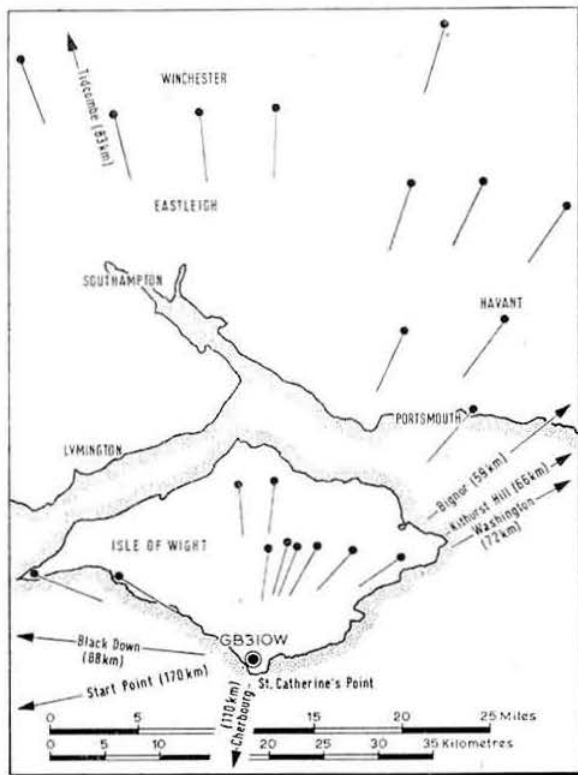 WINCHESTER
Tidcombe (83km)
EASTLEIGH
SOUTHAMPTON
HAVANT
PORTSMOUTH
LYMINGTON
Bignor (59km)
Kithurst Hill (66km)
Washington
(72km)
ISLE OF WIGHT
GB3IOW
Black Down
(88km)
Start Point (170km)
St. Catherine's Point
Cherbourg
(110km)
0 5 15 20 25 Miles
0 5 10 20 25 30 35 Kilometres